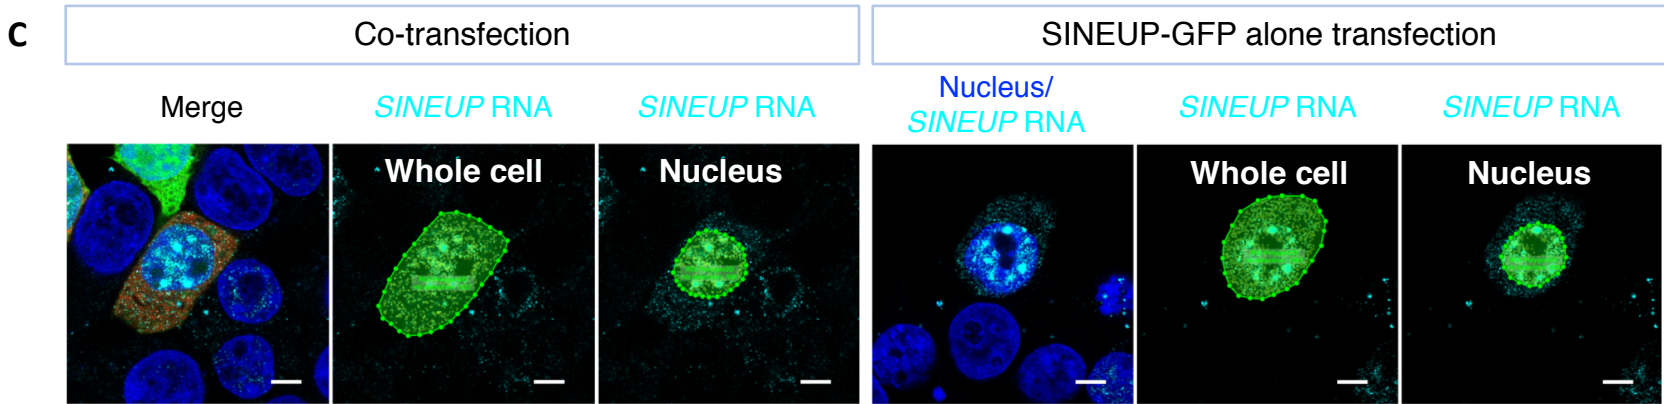 C
Co-transfection
SINEUP-GFP alone transfection
Merge
SINEUP RNA
SINEUP RNA
Nucleus/
SINEUP RNA
SINEUP RNA
SINEUP RNA
Whole cell
Nucleus
Whole cell
Nucleus